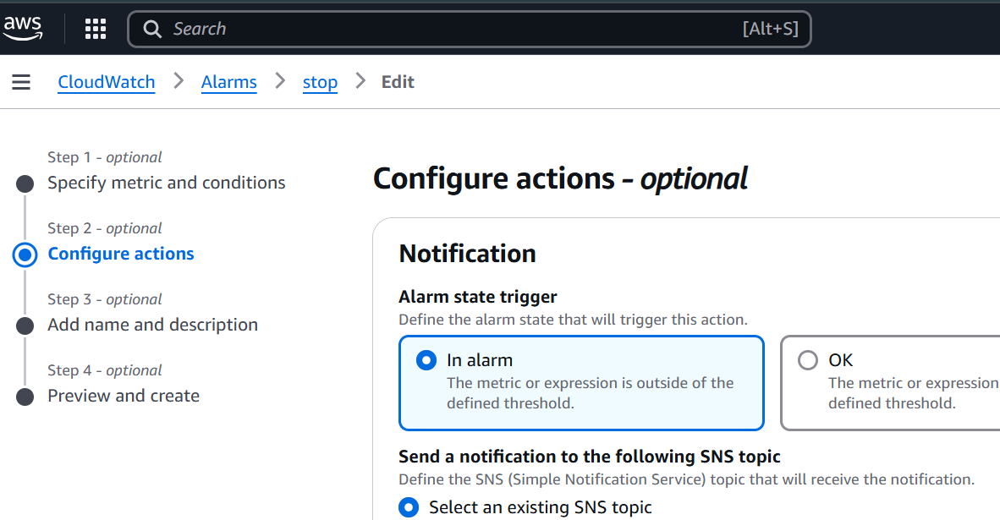 aws
Search [Alt+S]
CloudWatch > Alarms > stop > Edit
Step 1 - optional
Specify metric and conditions
Step 2 - optional
Configure actions
Step 3 - optional
Add name and description
Step 4 - optional
Preview and create
Configure actions - optional
Notification
Alarm state trigger
Define the alarm state that will trigger this action.
In alarm
The metric or expression is outside of the
defined threshold.
OK
The metric or expression
defined threshold.
Send a notification to the following SNS topic
Define the SNS (Simple Notification Service) topic that will receive the notification.
Select an existing SNS topic